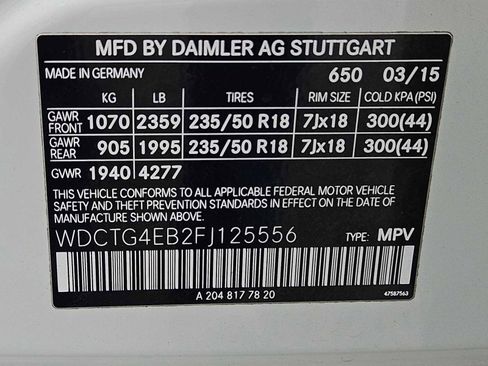 MFD BY DAIMLER AG STUTTGART
MADE IN GERMANY 650 03/15
KG LB TIRES RIM SIZE COLD KPA (PSI)
GAWR FRONT 1070 2359 235/50 R18 7Jx18 300(44)
GAWR REAR 905 1995 235/50 R18 7Jx18 300(44)
GVWR 1940 4277
THIS VEHICLE CONFORMS TO ALL APPLICABLE FEDERAL MOTOR VEHICLE
SAFETY AND THEFT PREVENTION STANDARDS IN EFFECT ON THE DATE
OF MANUFACTURE SHOWN ABOVE.
WDCTG4EB2FJ125556 TYPE: MPV
A 204 817 78 20 47587563